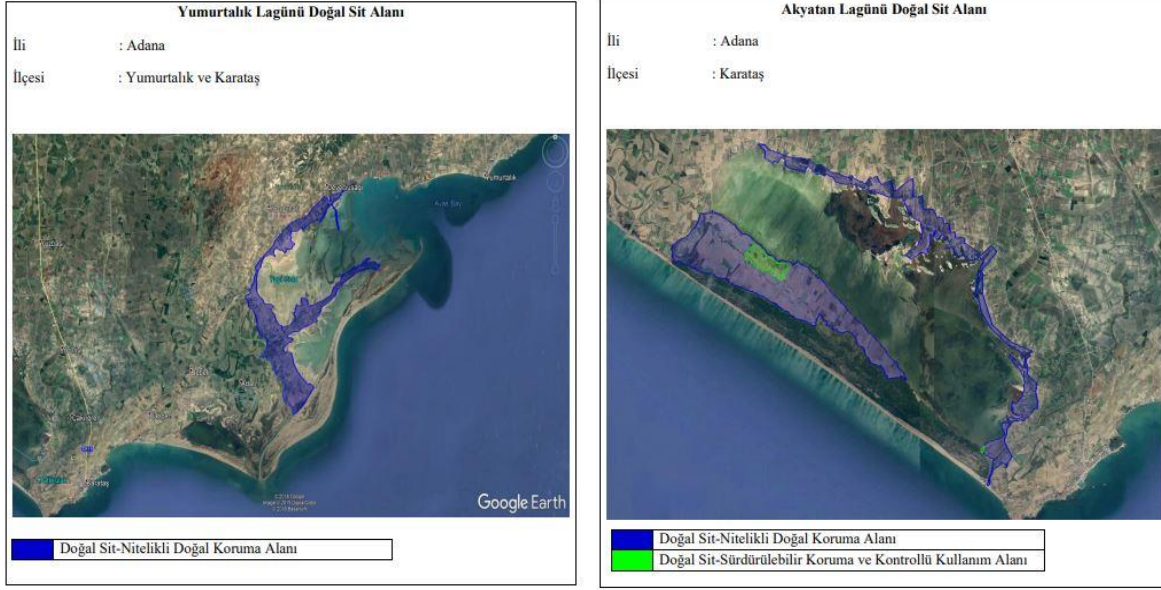 Yumurtalık Lagünü Doğal Sit Alanı
İli : Adana
İlçesi : Yumurtalık ve Karataş
Yumurtalık
Karataş
Google Earth
Doğal Sit-Nitelikli Doğal Koruma Alanı
Akyatan Lagünü Doğal Sit Alanı
İli : Adana
İlçesi : Karataş
Doğal Sit-Nitelikli Doğal Koruma Alanı
Doğal Sit-Sürdürülebilir Koruma ve Kontrollü Kullanım Alanı